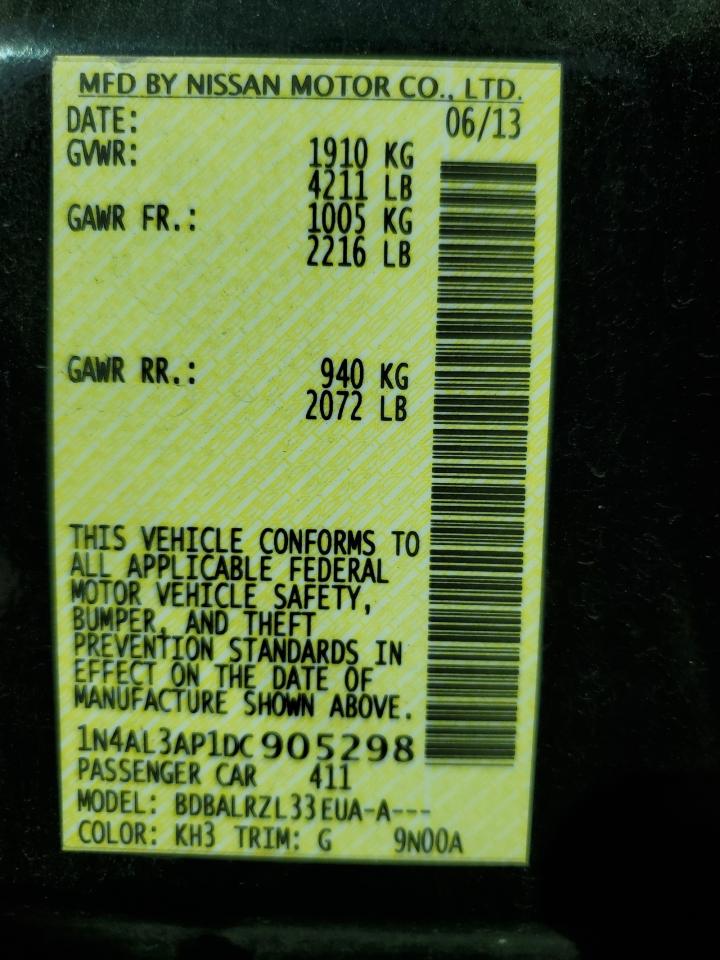 MFD BY NISSAN MOTOR CO., LTD.
DATE: 06/13
GVWR: 1910 KG
4211 LB
GAWR FR.: 1005 KG
2216 LB
GAWR RR.: 940 KG
2072 LB
THIS VEHICLE CONFORMS TO
ALL APPLICABLE FEDERAL
MOTOR VEHICLE SAFETY,
BUMPER, AND THEFT
PREVENTION STANDARDS IN
EFFECT ON THE DATE OF
MANUFACTURE SHOWN ABOVE.
1N4AL3AP1DC905298
PASSENGER CAR 411
MODEL: BDBALRZL33EUA-A---
COLOR: KH3 TRIM: G 9N00A